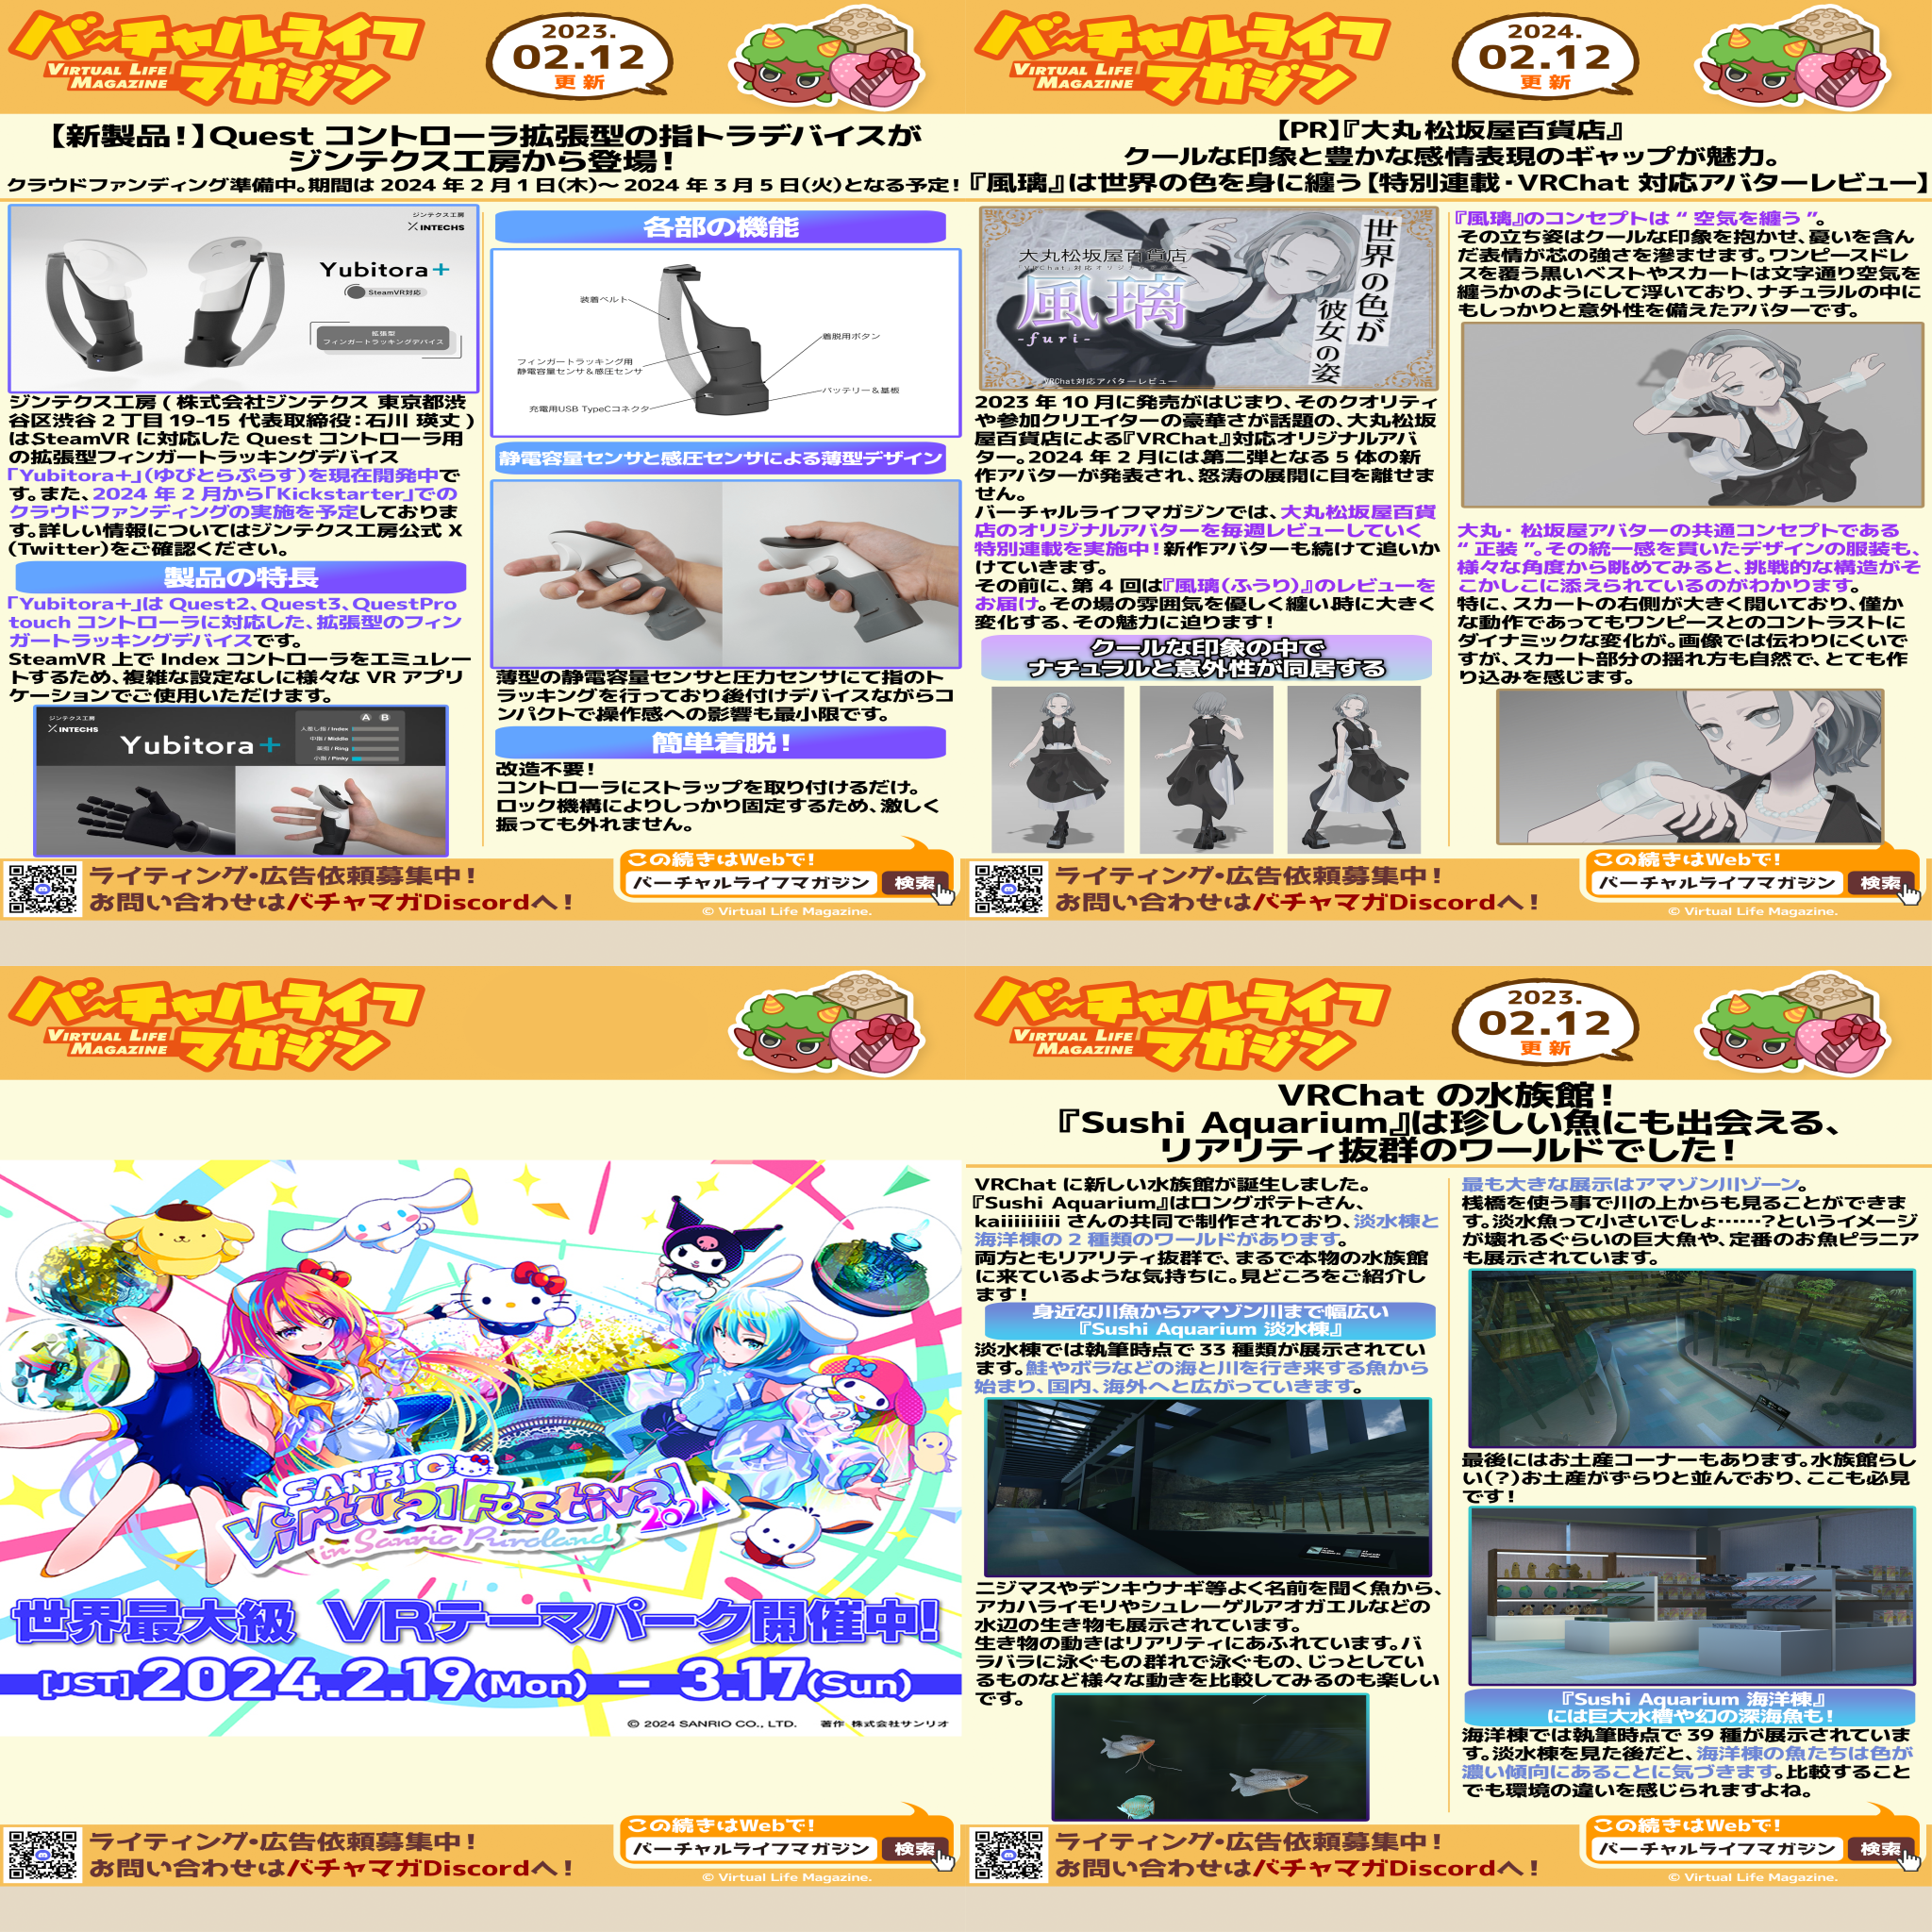 バーチャルライフ
マガジン
VIRTUAL LIFE
MAGAZINE
2023.
02.12
更新
【新製品！】Quest コントローラ拡張型の指トラデバイスが
ジンテクス工房から登場！
クラウドファンディング準備中。期間は 2024 年 2 月 1 日(木)～ 2024 年 3 月 5 日(火)となる予定！
ジンテクス工房
XINTECHS
Yubitora+
SteamVR対応
拡張型
フィンガートラッキングデバイス
ジンテクス工房 ( 株式会社ジンテクス 東京都渋
谷区渋谷 2 丁目 19-15 代表取締役：石川 瑛丈 )
はSteamVR に対応した Quest コントローラ用
の拡張型フィンガートラッキングデバイス
「Yubitora+」(ゆびとらぷらす)を現在開発中で
す。また、2024 年 2 月から「Kickstarter」での
クラウドファンディングの実施を予定しておりま
す。詳しい情報についてはジンテクス工房公式 X
(Twitter)をご確認ください。
製品の特長
「Yubitora+」は Quest2、Quest3、QuestPro
touch コントローラに対応した、拡張型のフィン
ガートラッキングデバイスです。
SteamVR 上で Index コントローラをエミュレー
トするため、複雑な設定なしに様々な VR アプリ
ケーションでご使用いただけます。
ジンテクス工房
XINTECHS
Yubitora+
A B
人差し指 / Index
中指 / Middle
薬指 / Ring
小指 / Pinky
各部の機能
装着ベルト
着脱用ボタン
フィンガートラッキング用
静電容量センサ＆感圧センサ
バッテリー＆基板
充電用USB TypeCコネクタ
静電容量センサと感圧センサによる薄型デザイン
薄型の静電容量センサと圧力センサにて指のト
ラッキングを行っており後付けデバイスながらコ
ンパクトで操作感への影響も最小限です。
簡単着脱！
改造不要！
コントローラにストラップを取り付けるだけ。
ロック機構によりしっかり固定するため、激しく
振っても外れません。
ライティング・広告依頼募集中！
お問い合わせはバチャマガDiscordへ！
この続きはWebで！
バーチャルライフマガジン 検索
© Virtual Life Magazine.
バーチャルライフ
マガジン
VIRTUAL LIFE
MAGAZINE
2024.
02.12
更新
【PR】『大丸松坂屋百貨店』
クールな印象と豊かな感情表現のギャップが魅力。
『風璃』は世界の色を身に纏う【特別連載・VRChat 対応アバターレビュー】
大丸松坂屋百貨店
VRChat 対応オリジナルアバター
風璃
-furi-
世界の色が
彼女の姿
VRChat対応アバターレビュー
2023 年 10 月に発売がはじまり、そのクオリティ
や参加クリエイターの豪華さが話題の、大丸松坂
屋百貨店による『VRChat』対応オリジナルアバ
ター。2024 年 2 月には第二弾となる 5 体の新
作アバターが発表され、怒涛の展開に目を離せま
せん。
バーチャルライフマガジンでは、大丸松坂屋百貨
店のオリジナルアバターを毎週レビューしていく
特別連載を実施中！新作アバターも続けて追いか
けていきます。
その前に、第 4 回は『風璃(ふうり)』のレビューを
お届け。その場の雰囲気を優しく纏い時に大きく
変化する、その魅力に迫ります！
クールな印象の中で
ナチュラルと意外性が同居する
『風璃』のコンセプトは “ 空気を纏う ”。
その立ち姿はクールな印象を抱かせ、憂いを含ん
だ表情が芯の強さを滲ませます。ワンピースドレ
スを覆う黒いベストやスカートは文字通り空気を
纏うかのようにして浮いており、ナチュラルの中に
もしっかりと意外性を備えたアバターです。
大丸・ 松坂屋アバターの共通コンセプトである
“ 正装 ”。その統一感を貫いたデザインの服装も、
様々な角度から眺めてみると、挑戦的な構造がそ
こかしこに添えられているのがわかります。
特に、スカートの右側が大きく開いており、僅か
な動作であってもワンピースとのコントラストに
ダイナミックな変化が。画像では伝わりにくいで
すが、スカート部分の揺れ方も自然で、とても作
り込みを感じます。
ライティング・広告依頼募集中！
お問い合わせはバチャマガDiscordへ！
この続きはWebで！
バーチャルライフマガジン 検索
© Virtual Life Magazine.
バーチャルライフ
マガジン
VIRTUAL LIFE
MAGAZINE
SANRIO
Virtual Festival
2024
in Sanrio Puroland
世界最大級 VRテーマパーク開催中！
[JST]2024.2.19(Mon) – 3.17(Sun)
© 2024 SANRIO CO., LTD. 著作 株式会社サンリオ
ライティング・広告依頼募集中！
お問い合わせはバチャマガDiscordへ！
この続きはWebで！
バーチャルライフマガジン 検索
© Virtual Life Magazine.
バーチャルライフ
マガジン
VIRTUAL LIFE
MAGAZINE
2023.
02.12
更新
VRChat の水族館！
『Sushi Aquarium』は珍しい魚にも出会える、
リアリティ抜群のワールドでした！
VRChat に新しい水族館が誕生しました。
『Sushi Aquarium』はロングポテトさん、
kaiiiiiiiiii さんの共同で制作されており、淡水棟と
海洋棟の 2 種類のワールドがあります。
両方ともリアリティ抜群で、まるで本物の水族館
に来ているような気持ちに。見どころをご紹介し
ます！
身近な川魚からアマゾン川まで幅広い
『Sushi Aquarium 淡水棟』
淡水棟では執筆時点で 33 種類が展示されてい
ます。鮭やボラなどの海と川を行き来する魚から
始まり、国内、海外へと広がっていきます。
ニジマスやデンキウナギ等よく名前を聞く魚から、
アカハライモリやシュレーゲルアオガエルなどの
水辺の生き物も展示されています。
生き物の動きはリアリティにあふれています。バ
ラバラに泳ぐもの群れで泳ぐもの、じっとしてい
るものなど様々な動きを比較してみるのも楽しい
です。
最も大きな展示はアマゾン川ゾーン。
桟橋を使う事で川の上からも見ることができま
す。淡水魚って小さいでしょ……？というイメージ
が壊れるぐらいの巨大魚や、定番のお魚ピラニア
も展示されています。
最後にはお土産コーナーもあります。水族館らし
い(？)お土産がずらりと並んでおり、ここも必見
です！
『Sushi Aquarium 海洋棟』
には巨大水槽や幻の深海魚も！
海洋棟では執筆時点で 39 種が展示されていま
す。淡水棟を見た後だと、海洋棟の魚たちは色が
濃い傾向にあることに気づきます。比較すること
でも環境の違いを感じられますよね。
ライティング・広告依頼募集中！
お問い合わせはバチャマガDiscordへ！
この続きはWebで！
バーチャルライフマガジン 検索
© Virtual Life Magazine.